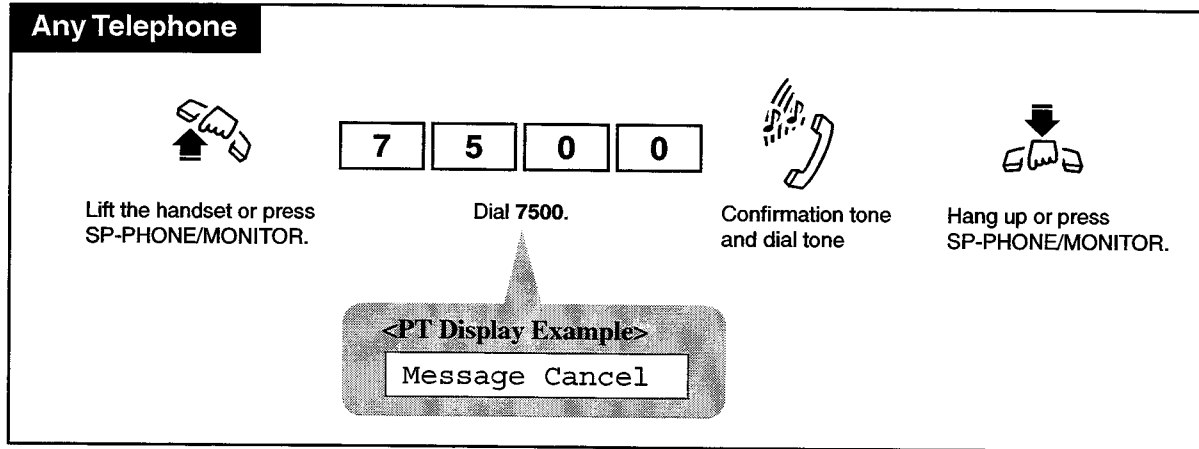 Any Telephone
7 5 0 0
Lift the handset or press
SP-PHONE/MONITOR.
Dial 7500.
Confirmation tone
and dial tone
Hang up or press
SP-PHONE/MONITOR.
<PT Display Example>
Message Cancel